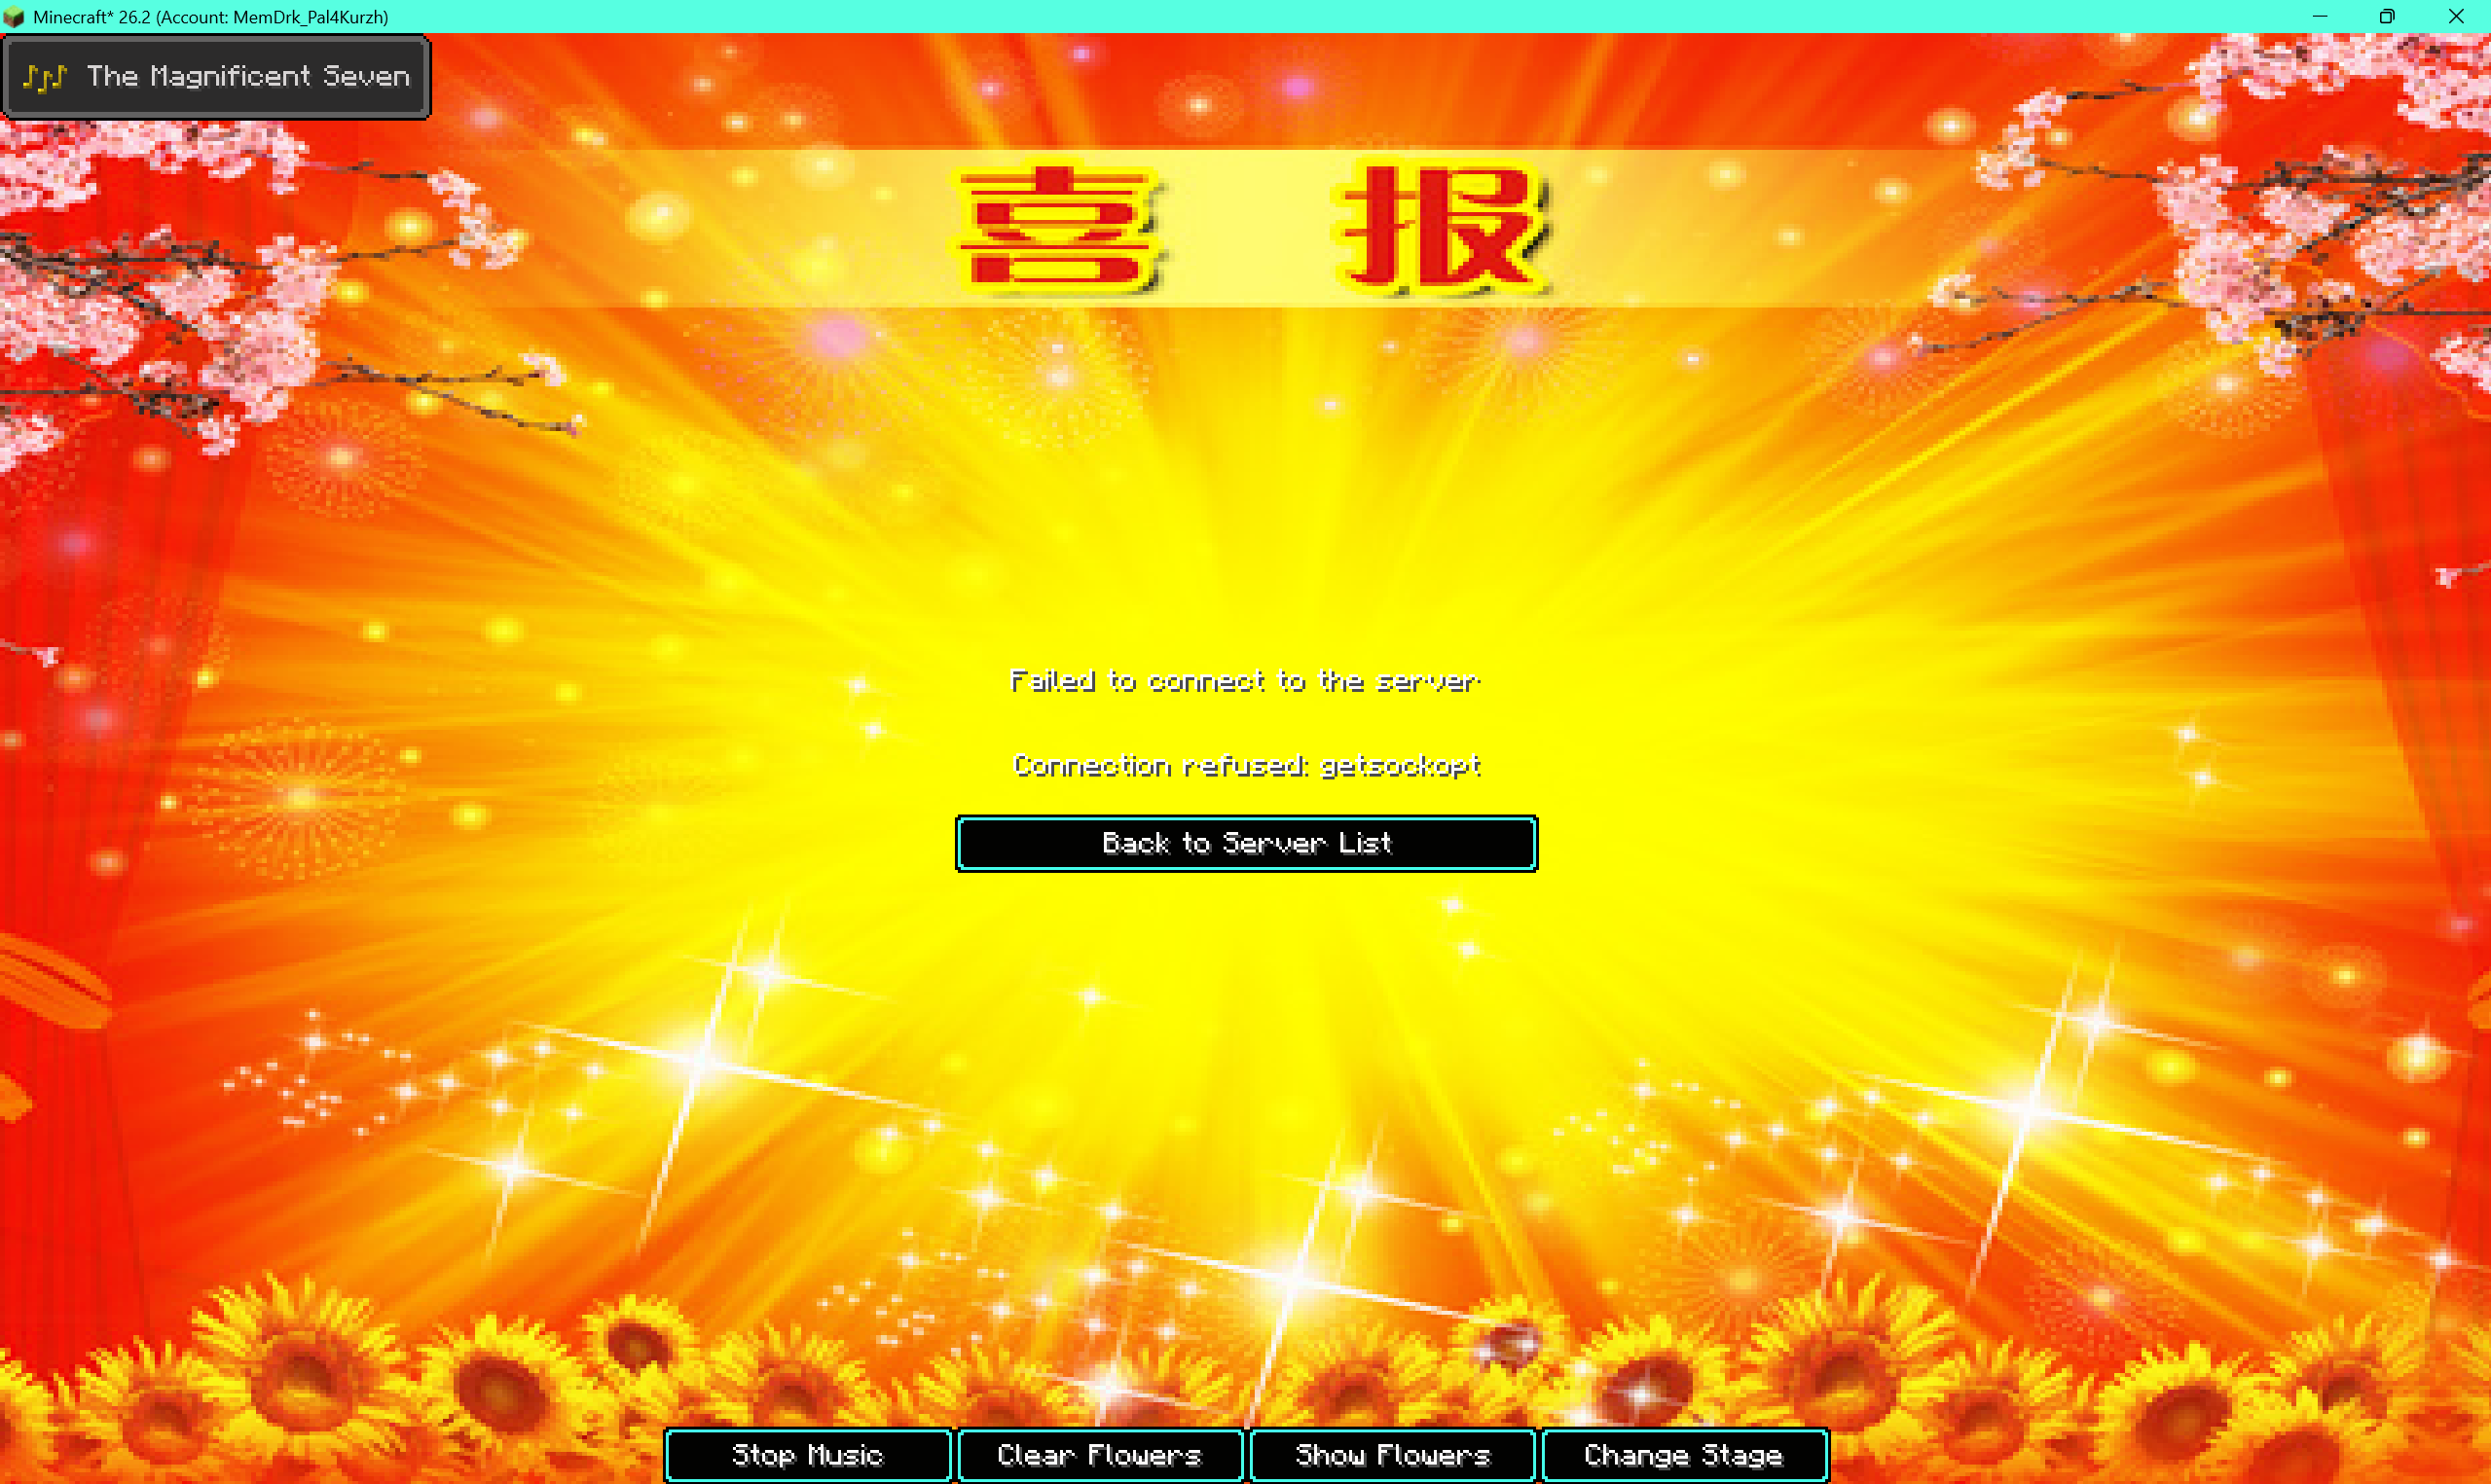 Minecraft* 26.2 (Account: MemDrk_Pal4Kurzh)
The Magnificent Seven
喜报
Failed to connect to the server
Connection refused: getsockopt
Back to Server List
Stop Music
Clear Flowers
Show Flowers
Change Stage